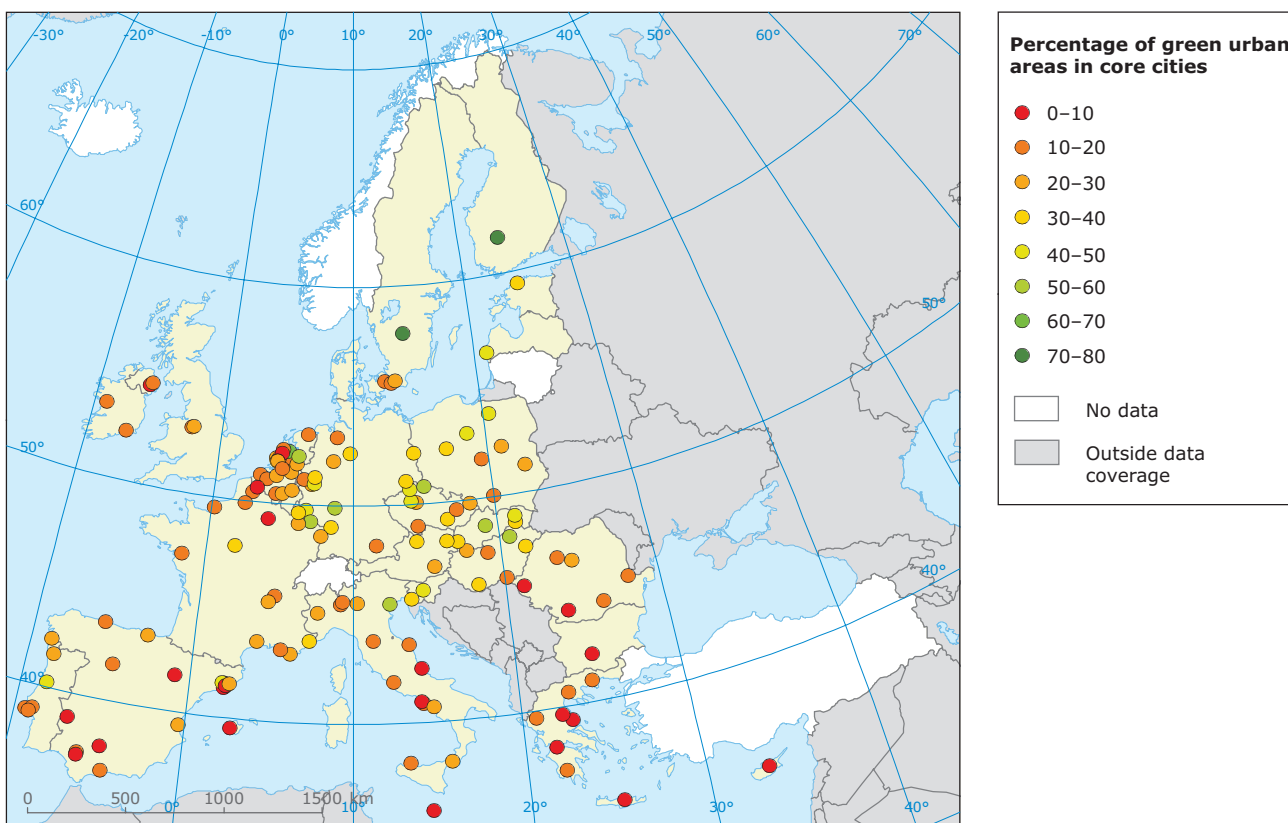 -30° -20° -10° 0° 10° 20° 30° 40° 50° 60° 70°
60°
50°
50°
40°
40°
0 500 1000 1500 km
0° 10° 20° 30° 40°
Percentage of green urban
areas in core cities
0–10
10–20
20–30
30–40
40–50
50–60
60–70
70–80
No data
Outside data
coverage